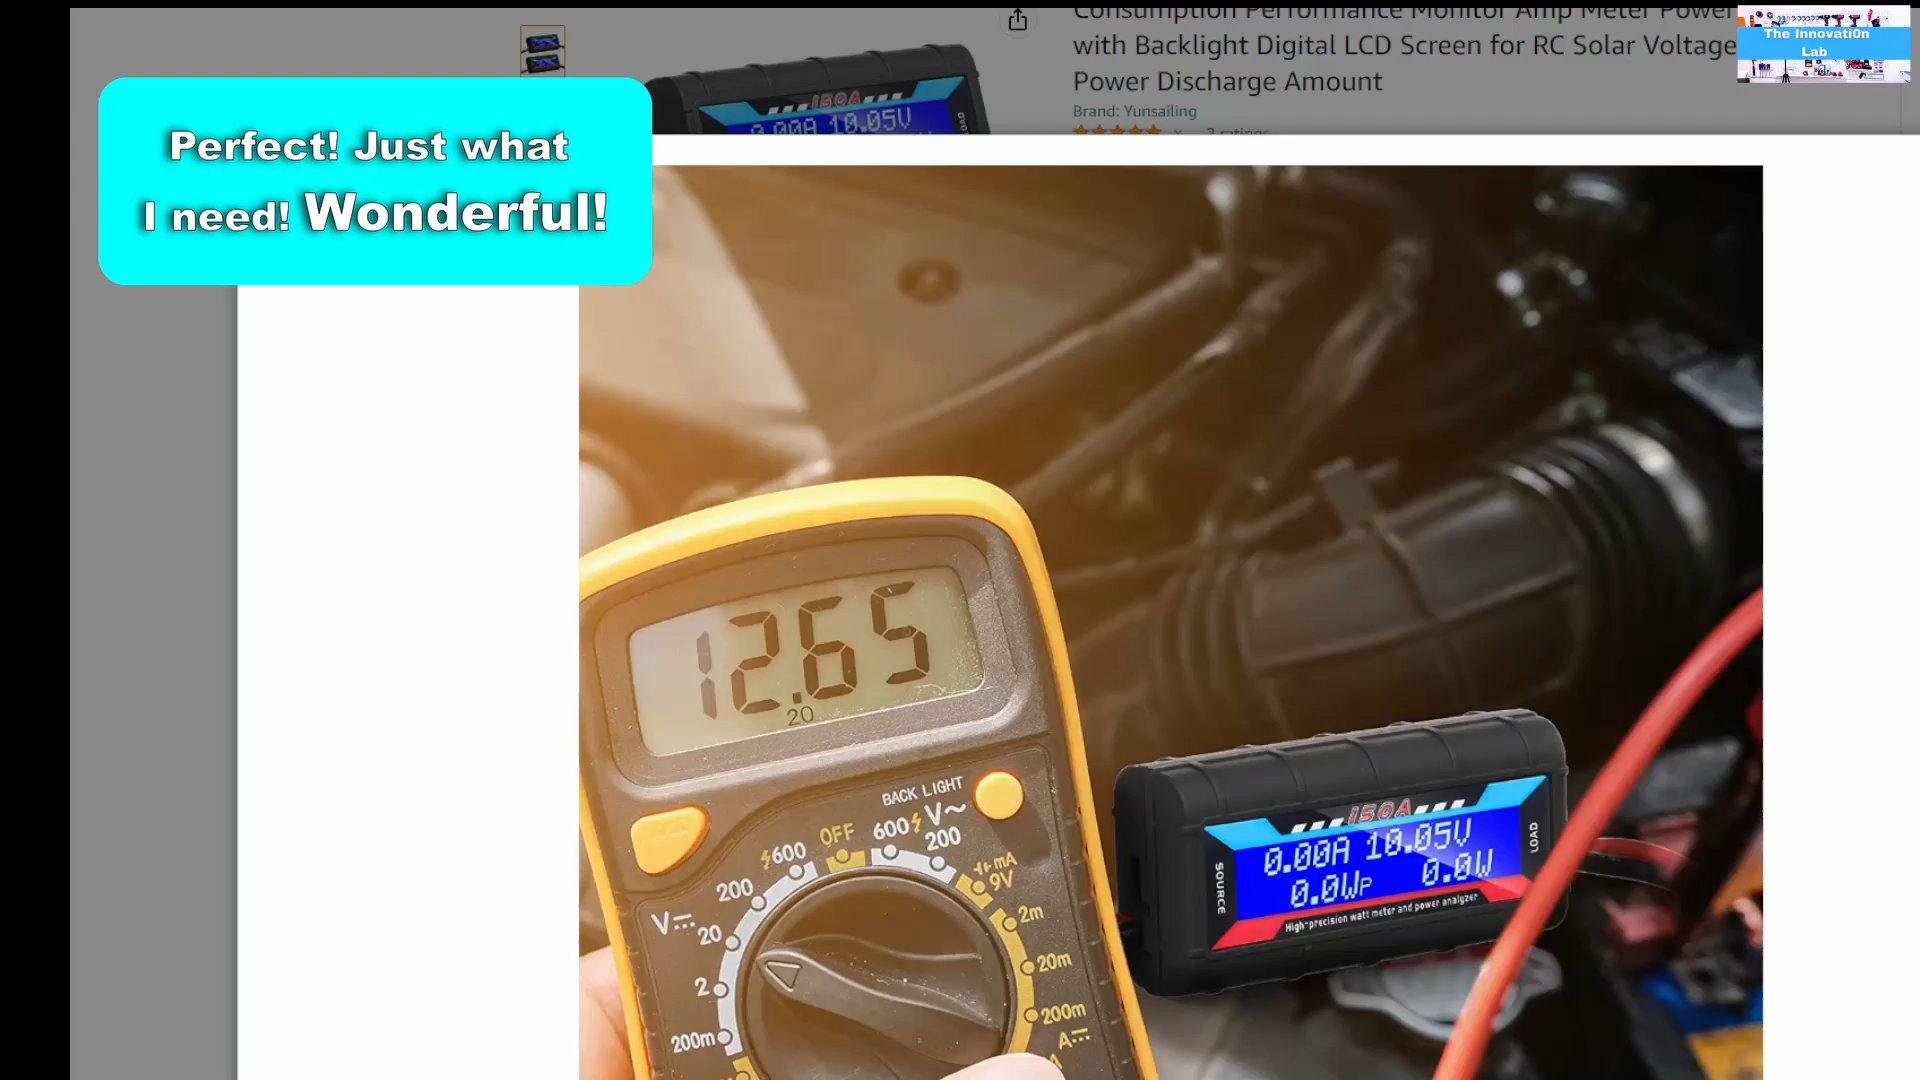 Consumption Performance Monitor Amp Meter Power
with Backlight Digital LCD Screen for RC Solar Voltage
Power Discharge Amount
Brand: Yunsailing
2 ratings
The Innovati0n
Lab
150A
0.00A 10.05V
LOAD
Perfect! Just what
I need! Wonderful!
12.65
20
BACK LIGHT
OFF
600 V~
200
600
200
V
20
2
200m
mA
9V
2m
20m
200m
A
150A
SOURCE
0.00A 10.05V
0.0Wp 0.0W
LOAD
High-precision watt meter and power analyzer